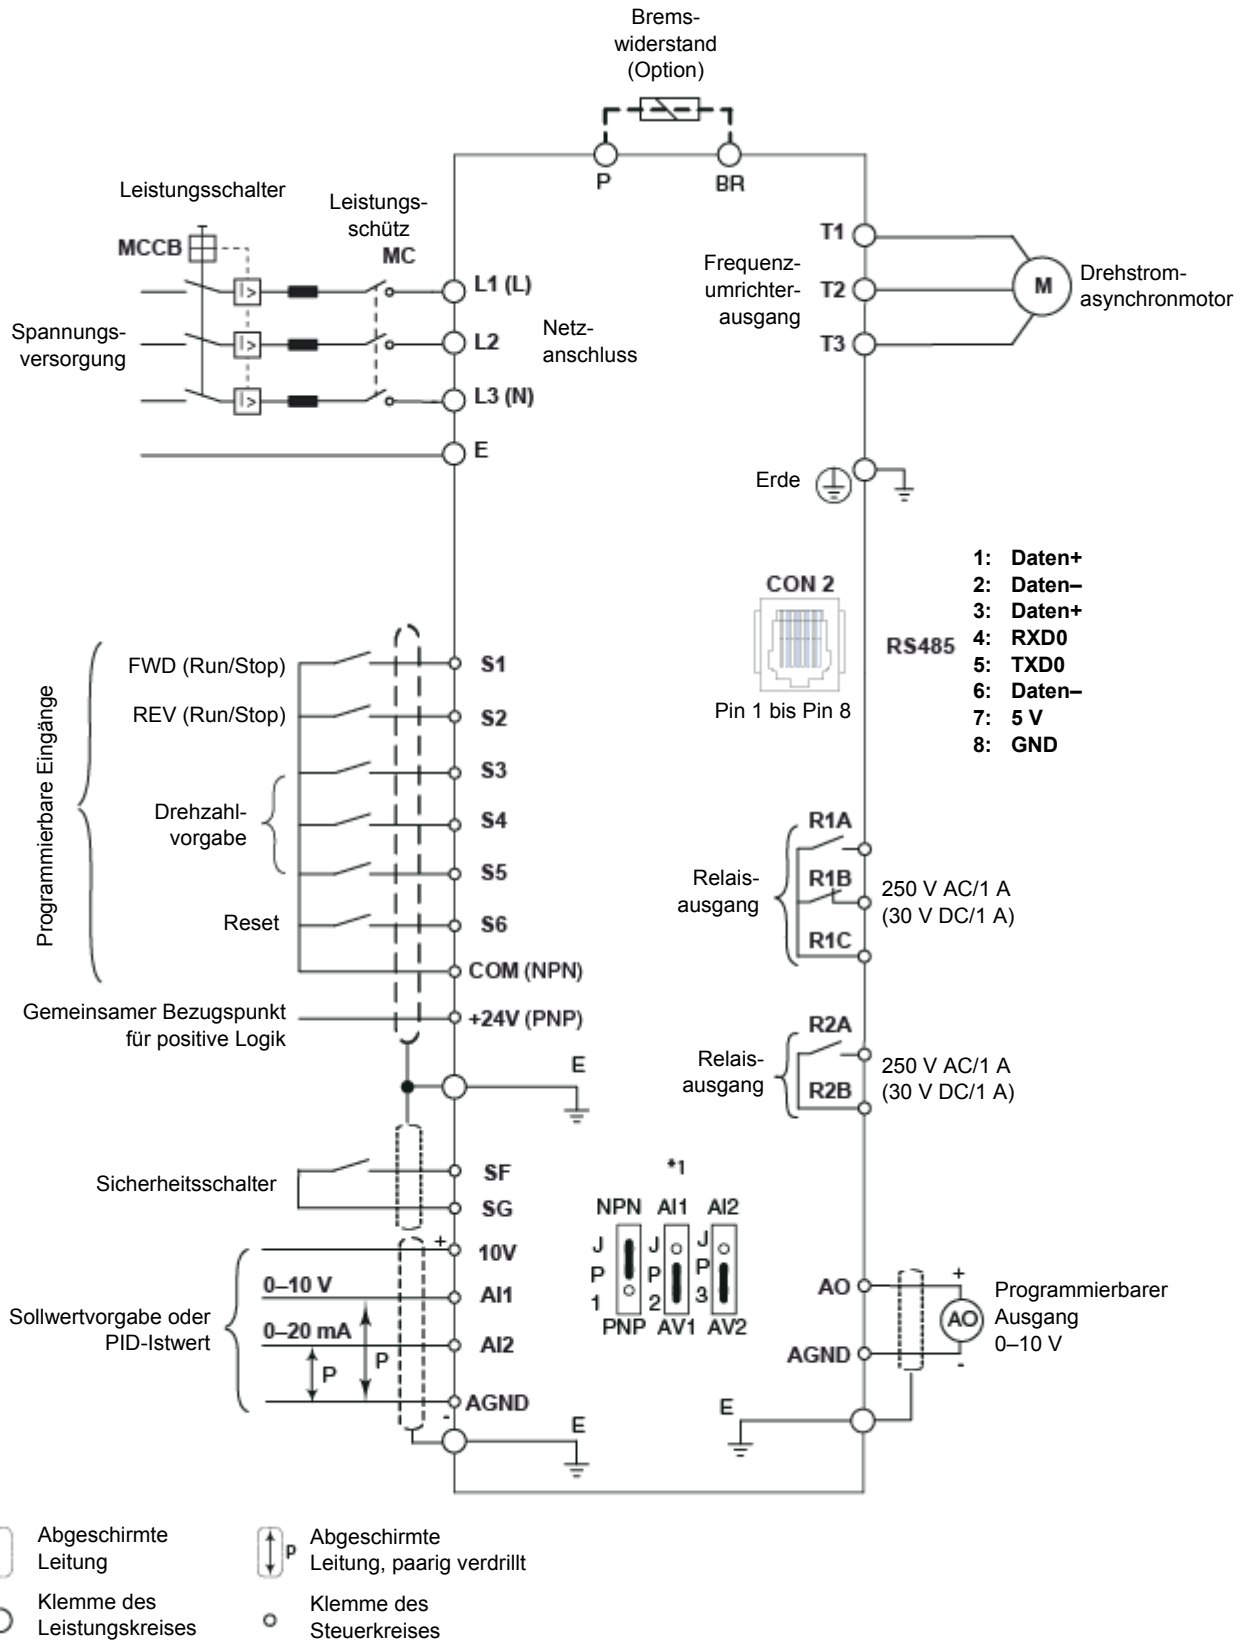 Brems-
widerstand
(Option)
P
BR
Leistungsschalter
Leistungs-
schütz
MCCB
MC
L1 (L)
L2
L3 (N)
E
Spannungs-
versorgung
Netz-
anschluss
Frequenz-
umrichter-
ausgang
T1
T2
T3
M
Drehstrom-
asynchronmotor
Erde
CON 2
Pin 1 bis Pin 8
RS485
1: Daten+
2: Daten–
3: Daten+
4: RXD0
5: TXD0
6: Daten–
7: 5 V
8: GND
Programmierbare Eingänge
FWD (Run/Stop)
S1
REV (Run/Stop)
S2
S3
Drehzahl-
vorgabe
S4
S5
Reset
S6
COM (NPN)
Gemeinsamer Bezugspunkt
für positive Logik
+24V (PNP)
E
Relais-
ausgang
R1A
R1B
R1C
250 V AC/1 A
(30 V DC/1 A)
Relais-
ausgang
R2A
R2B
250 V AC/1 A
(30 V DC/1 A)
Sicherheitsschalter
SF
SG
*1
NPN AI1 AI2
J P 1
J P 2
J P 3
PNP AV1 AV2
Sollwertvorgabe oder
PID-Istwert
+
10V
0–10 V
AI1
0–20 mA
AI2
P
P
AGND
-
E
AO
AGND
+
AO
-
Programmierbarer
Ausgang
0–10 V
E
Abgeschirmte
Leitung
p
Abgeschirmte
Leitung, paarig verdrillt
Klemme des
Leistungskreises
Klemme des
Steuerkreises